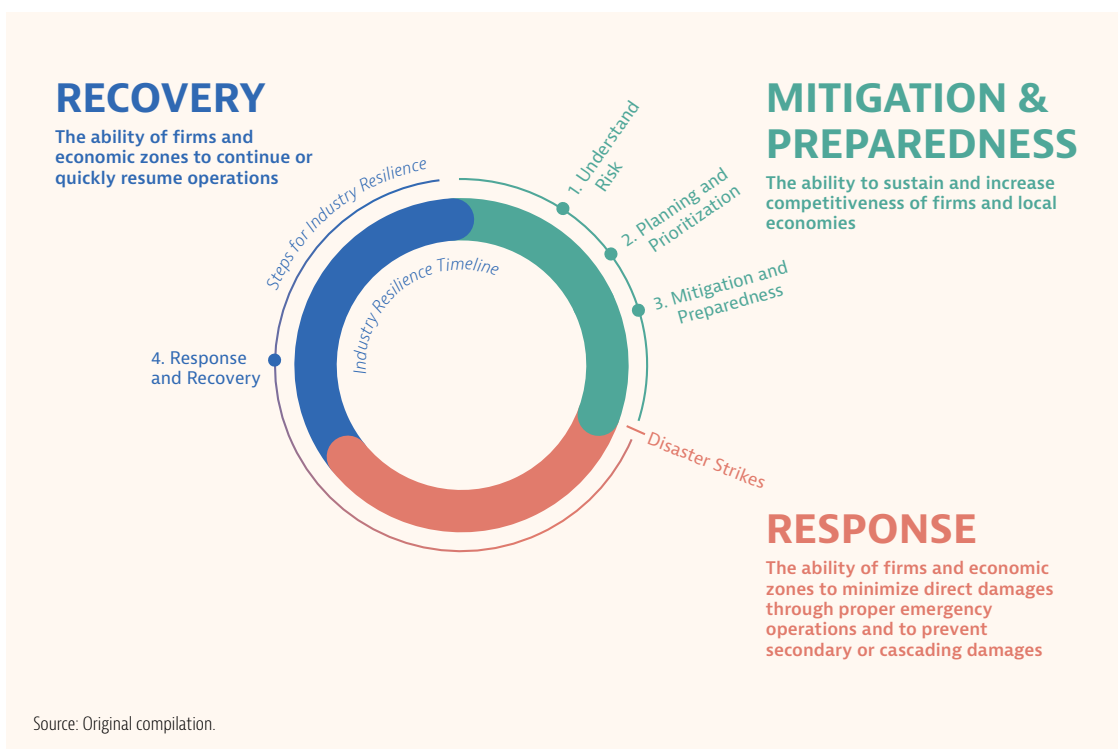 RECOVERY
The ability of firms and
economic zones to continue or
quickly resume operations
MITIGATION &
PREPAREDNESS
The ability to sustain and increase
competitiveness of firms and local
economies
Steps for Industry Resilience
Industry Resilience Timeline
1. Understand
Risk
2. Planning and
Prioritization
3. Mitigation and
Preparedness
Disaster Strikes
4. Response
and Recovery
RESPONSE
The ability of firms and economic
zones to minimize direct damages
through proper emergency
operations and to prevent
secondary or cascading damages
Source: Original compilation.